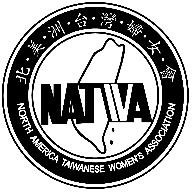 北·美·洲·台·灣·婦·女·會
NATWA
NORTH AMERICA TAIWANESE WOMEN'S ASSOCIATION